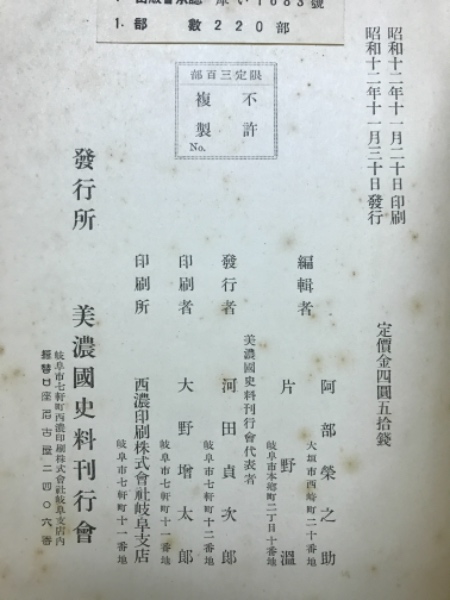 1. 部 數 220 部
限定三百部
不許
複製
No.
昭和十二年十一月二十日印刷
昭和十二年十一月三十日發行
定價金四圓五拾錢
編輯者
阿部榮之助
大垣市西崎町二十番地
片野溫
岐阜市本鄉町二丁目十番地
美濃國史料刊行會代表者
發行者 河田貞次郎
岐阜市七軒町十二番地
印刷者 大野增太郎
岐阜市七軒町十一番地
印刷所 西濃印刷株式會社岐阜支店
岐阜市七軒町十一番地
發行所 美濃國史料刊行會
岐阜市七軒町西濃印刷株式會社岐阜支店內
振替口座名古屋二四〇六番